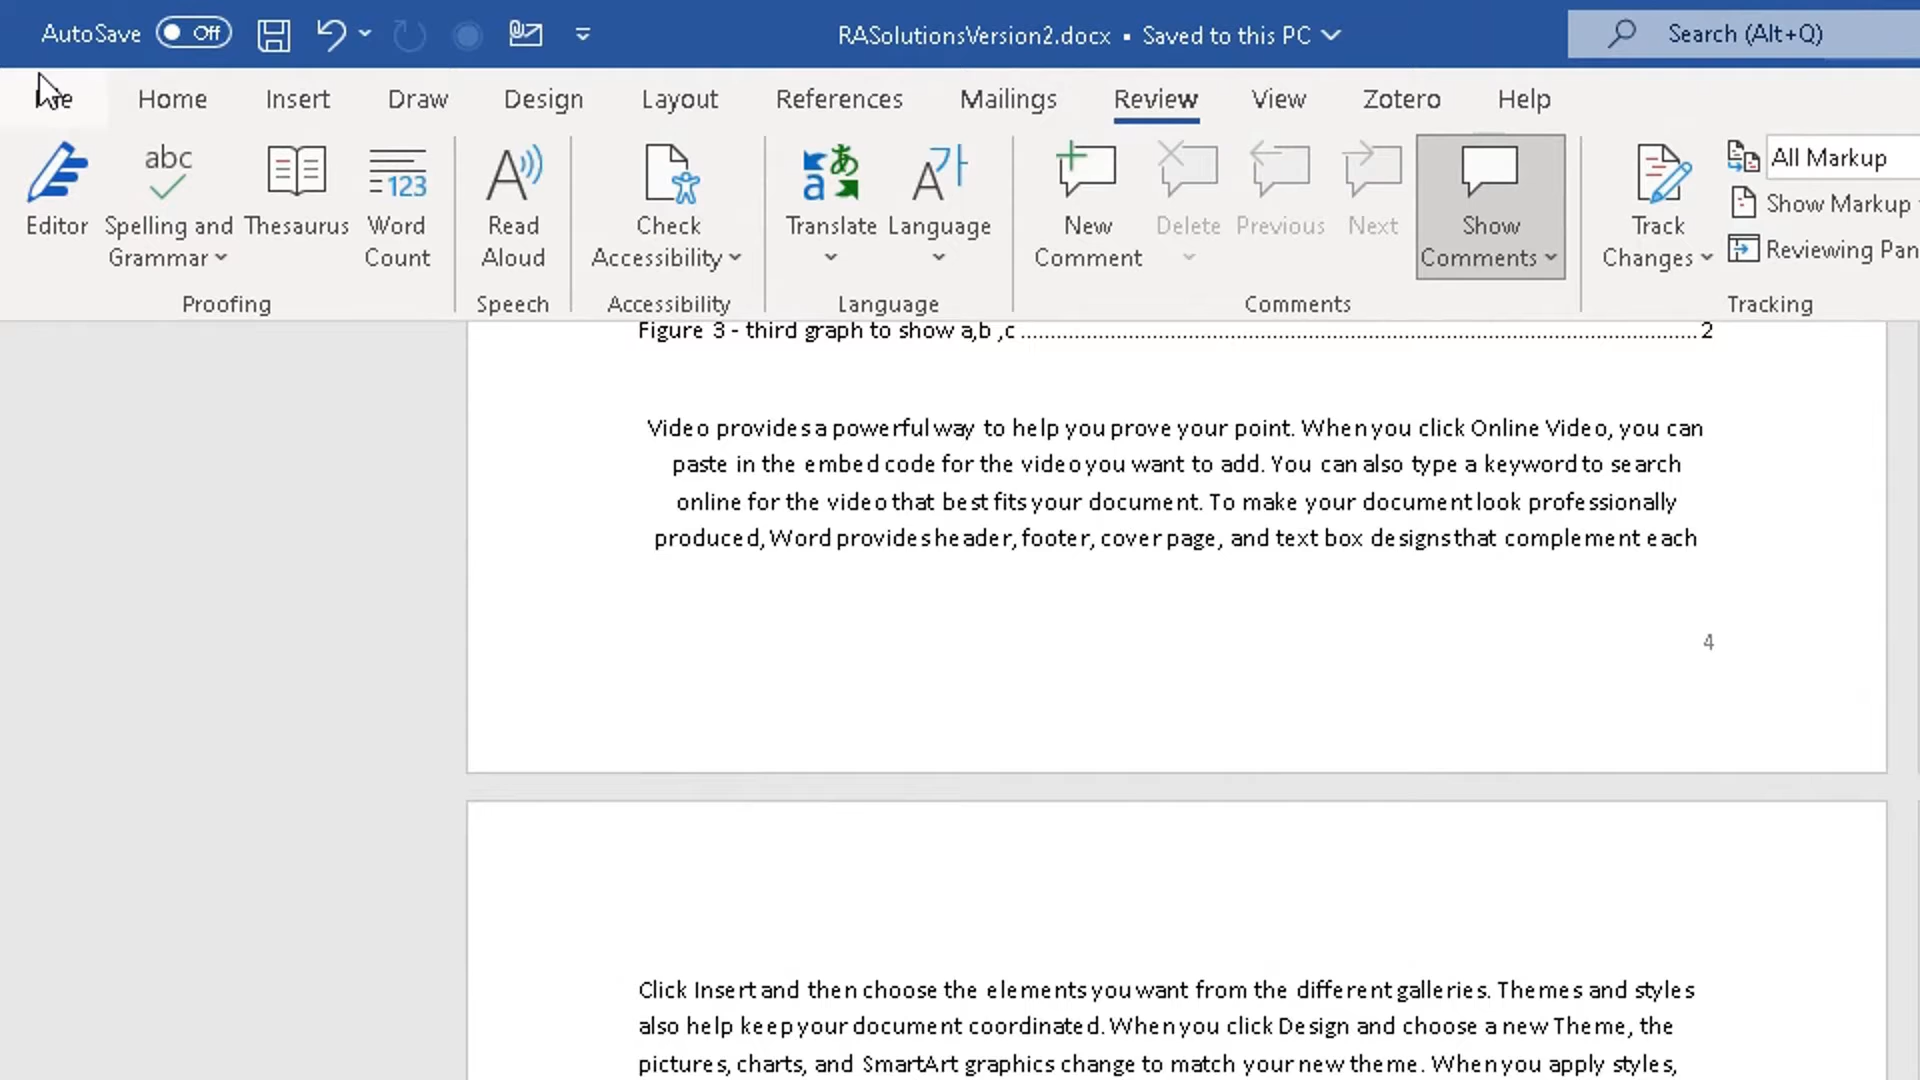 AutoSave Off RASolutionsVersion2.docx • Saved to this PC Search (Alt+Q)
Home Insert Draw Design Layout References Mailings Review View Zotero Help
Editor
Spelling and
Grammar
Thesaurus
Word
Count
Proofing
Read
Aloud
Speech
Check
Accessibility
Accessibility
Translate
Language
Language
New
Comment
Delete
Previous
Next
Show
Comments
Comments
Track
Changes
All Markup
Show Markup
Reviewing Pan
Tracking
Figure 3 - third graph to show a,b ,c ........................................ 2
Video provides a powerful way to help you prove your point. When you click Online Video, you can
paste in the embed code for the video you want to add. You can also type a keyword to search
online for the video that best fits your document. To make your document look professionally
produced, Word provides header, footer, cover page, and text box designs that complement each
4
Click Insert and then choose the elements you want from the different galleries. Themes and styles
also help keep your document coordinated. When you click Design and choose a new Theme, the
pictures, charts, and SmartArt graphics change to match your new theme. When you apply styles,